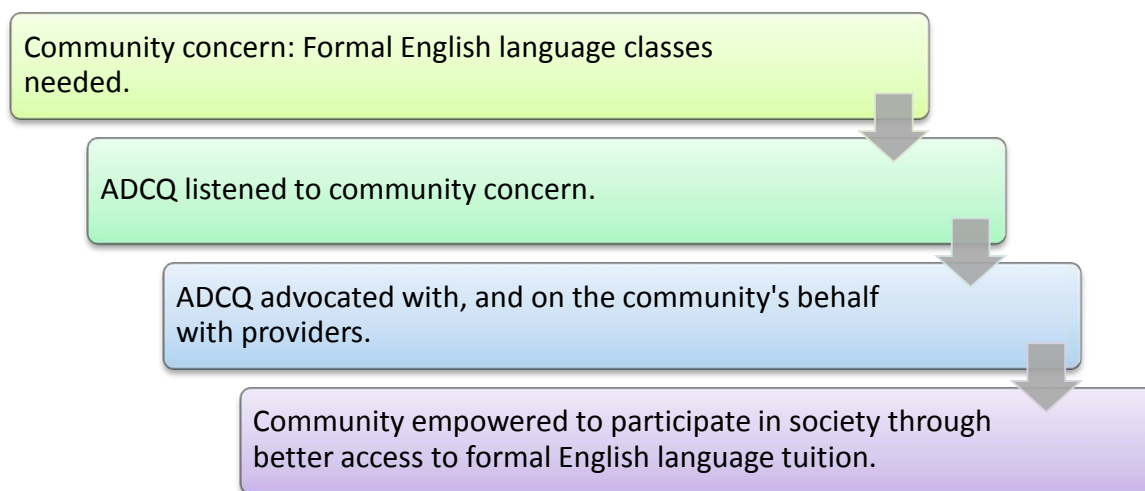 Community concern: Formal English language classes
needed.
ADCQ listened to community concern.
ADCQ advocated with, and on the community's behalf
with providers.
Community empowered to participate in society through
better access to formal English language tuition.